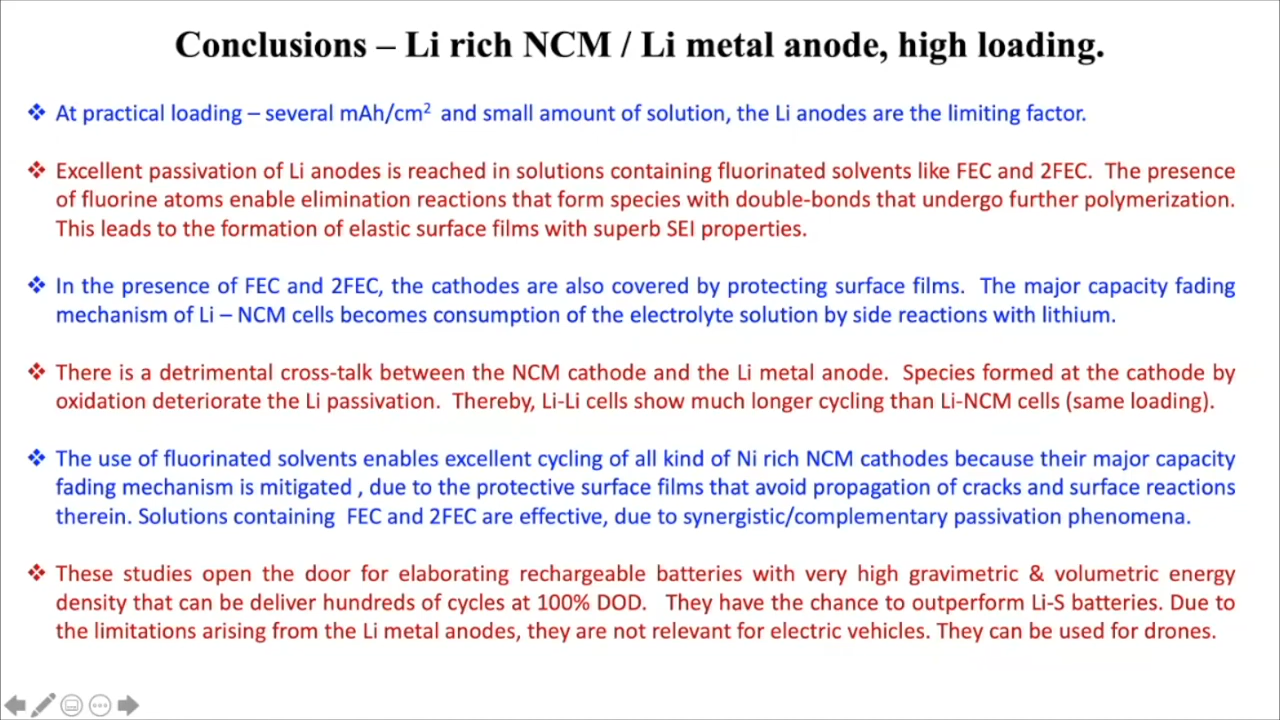 Conclusions – Li rich NCM / Li metal anode, high loading.
❖ At practical loading – several mAh/cm² and small amount of solution, the Li anodes are the limiting factor.
❖ Excellent passivation of Li anodes is reached in solutions containing fluorinated solvents like FEC and 2FEC. The presence
of fluorine atoms enable elimination reactions that form species with double-bonds that undergo further polymerization.
This leads to the formation of elastic surface films with superb SEI properties.
❖ In the presence of FEC and 2FEC, the cathodes are also covered by protecting surface films. The major capacity fading
mechanism of Li – NCM cells becomes consumption of the electrolyte solution by side reactions with lithium.
❖ There is a detrimental cross-talk between the NCM cathode and the Li metal anode. Species formed at the cathode by
oxidation deteriorate the Li passivation. Thereby, Li-Li cells show much longer cycling than Li-NCM cells (same loading).
❖ The use of fluorinated solvents enables excellent cycling of all kind of Ni rich NCM cathodes because their major capacity
fading mechanism is mitigated , due to the protective surface films that avoid propagation of cracks and surface reactions
therein. Solutions containing FEC and 2FEC are effective, due to synergistic/complementary passivation phenomena.
❖ These studies open the door for elaborating rechargeable batteries with very high gravimetric & volumetric energy
density that can be deliver hundreds of cycles at 100% DOD. They have the chance to outperform Li-S batteries. Due to
the limitations arising from the Li metal anodes, they are not relevant for electric vehicles. They can be used for drones.